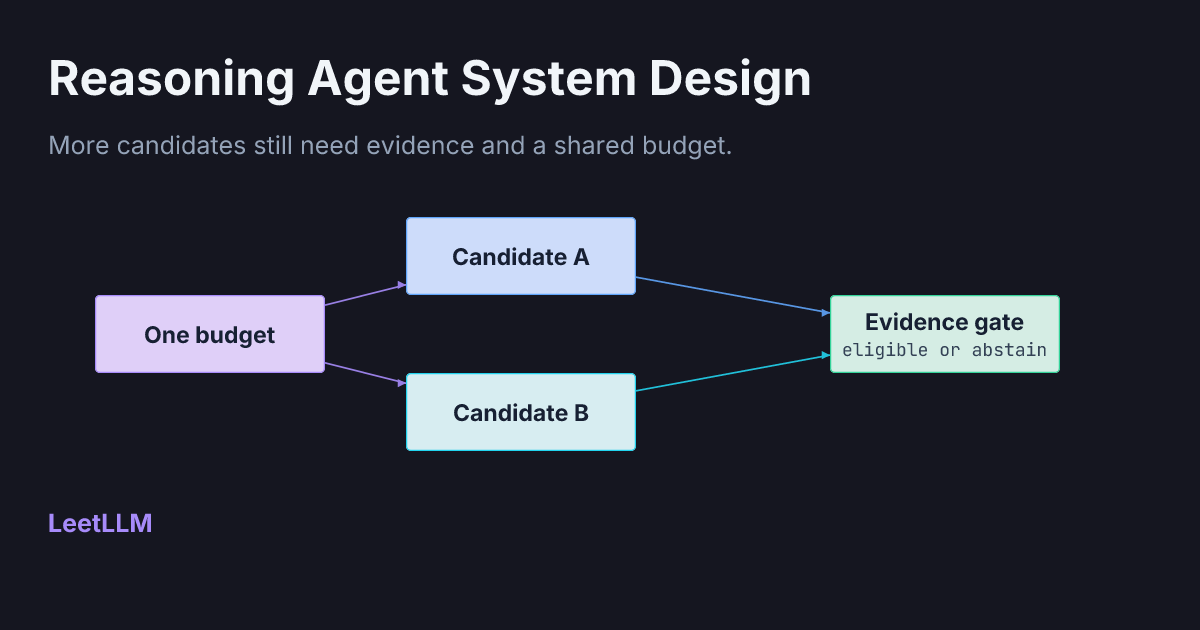 Reasoning Agent System Design
More candidates still need evidence and a shared budget.
Candidate A
One budget
Evidence gate
eligible or abstain
Candidate B
LeetLLM